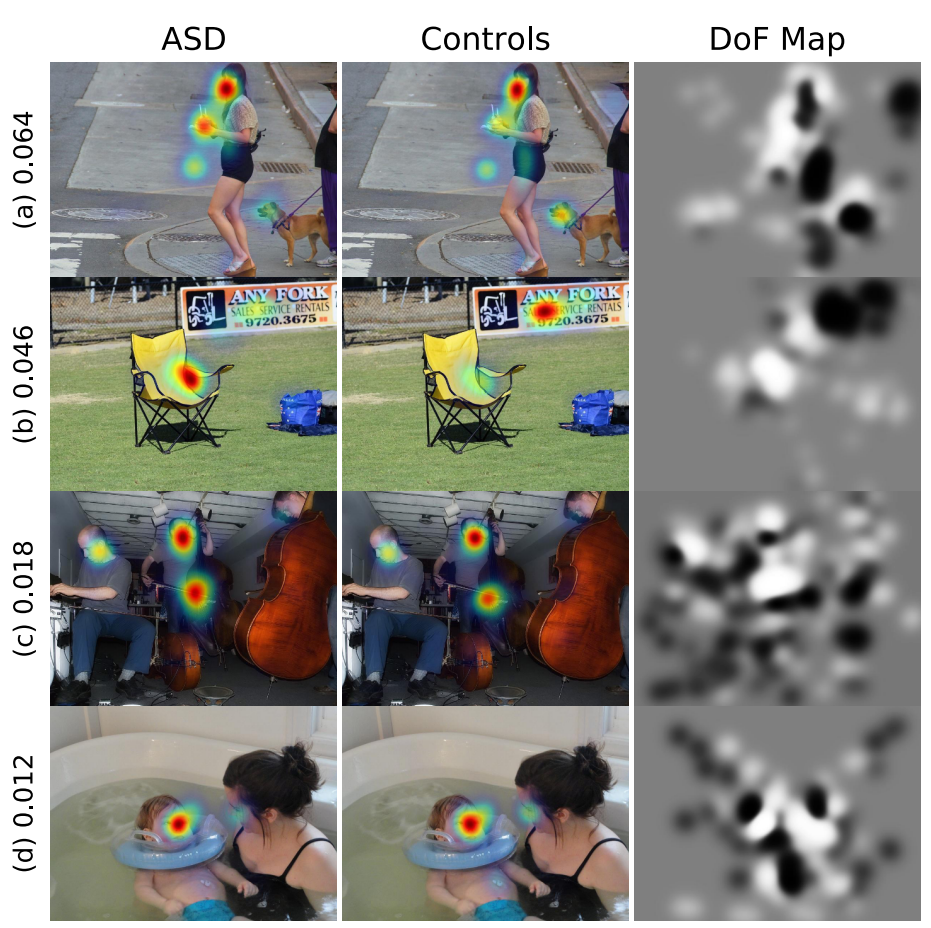 ASD Controls DoF Map
(a) 0.064
(b) 0.046
ANY FORK ANY FORK
SALES SERVICE RENTALS SALES SERVICE RENTALS
9720.3675 9720.3675
(c) 0.018
(d) 0.012